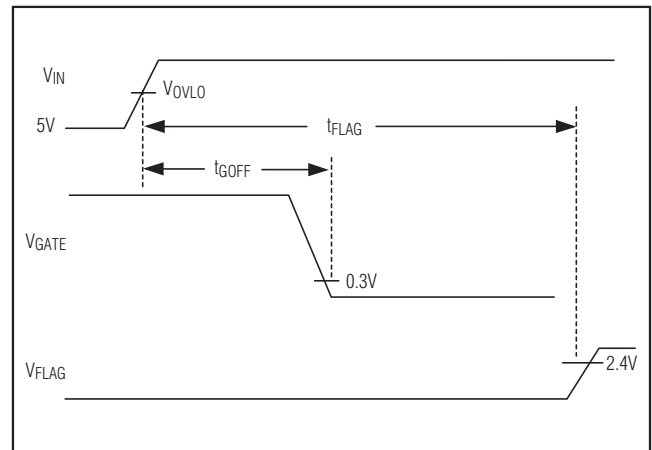 VIN
VOVLO
5V
tFLAG
tGOFF
VGATE
0.3V
VFLAG
2.4V